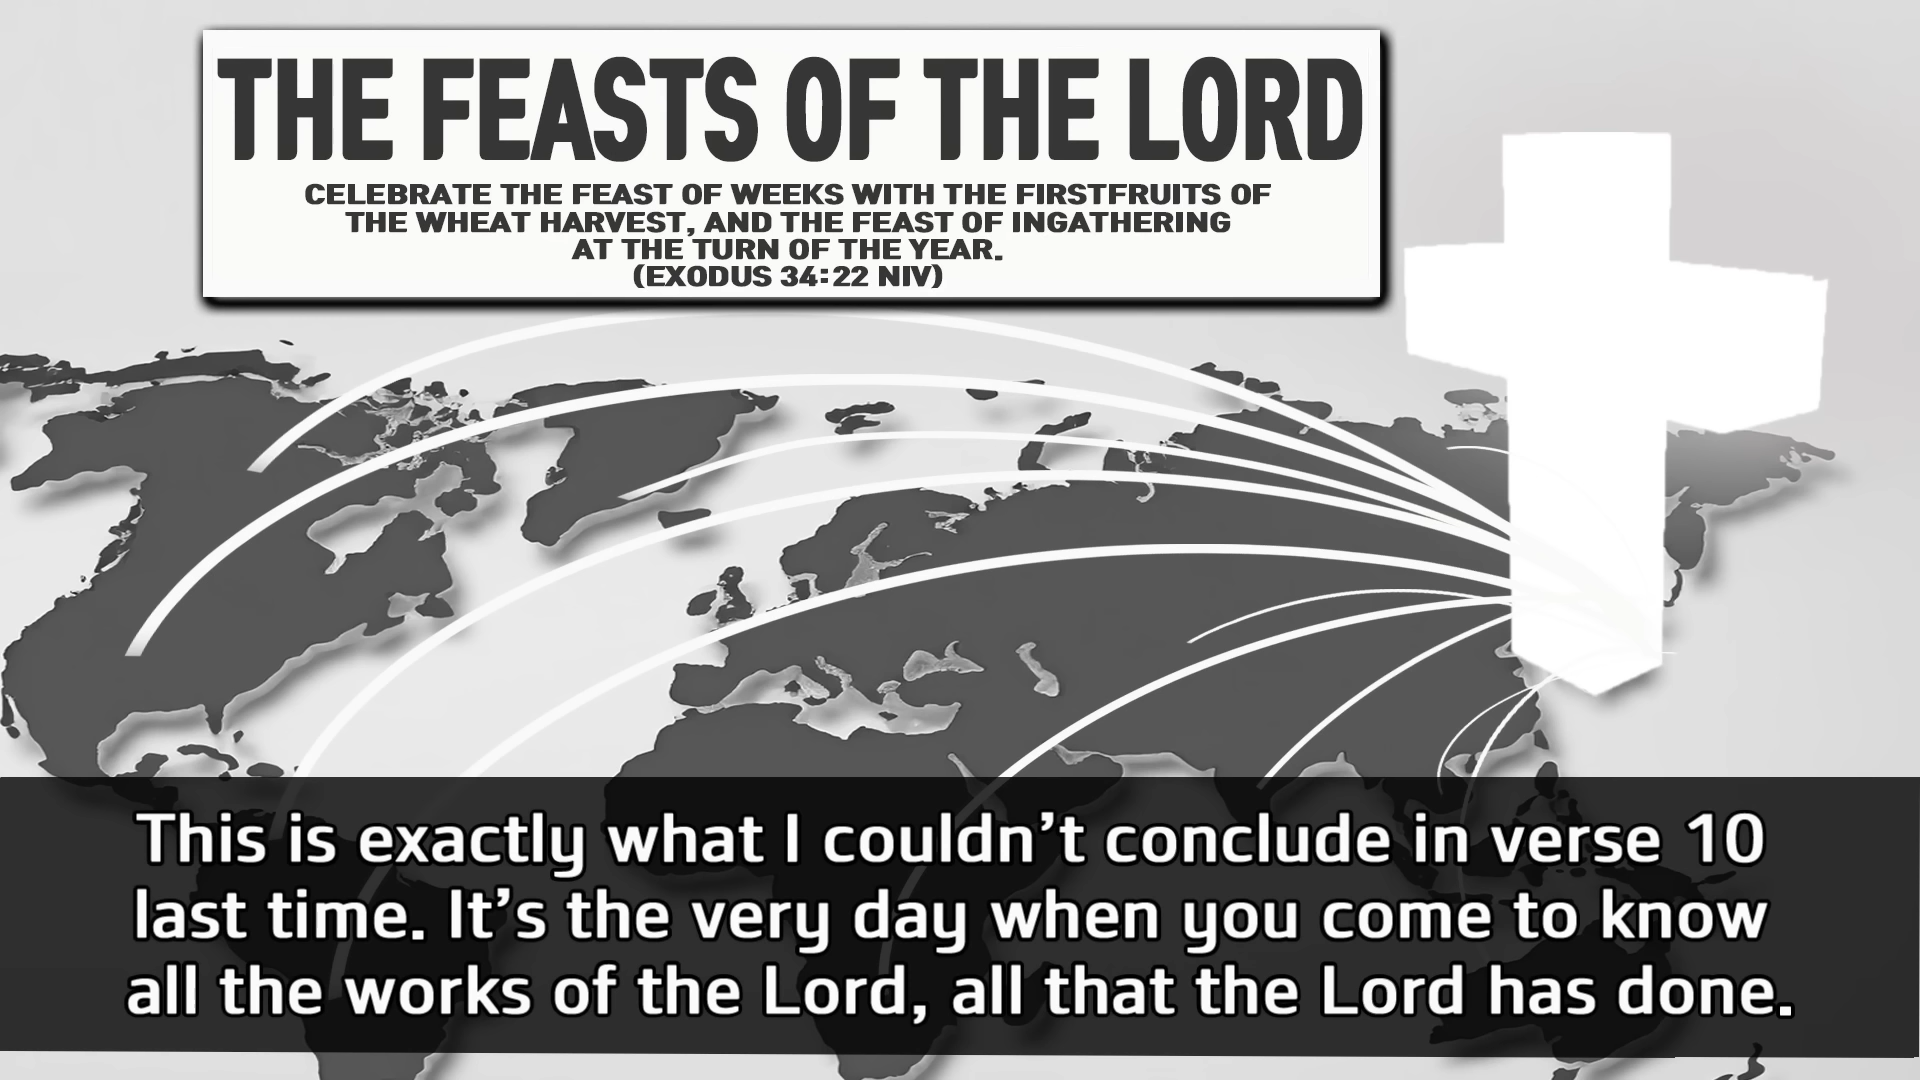 THE FEASTS OF THE LORD
CELEBRATE THE FEAST OF WEEKS WITH THE FIRSTFRUITS OF
THE WHEAT HARVEST, AND THE FEAST OF INGATHERING
AT THE TURN OF THE YEAR.
(EXODUS 34:22 NIV)
This is exactly what I couldn’t conclude in verse 10
last time. It’s the very day when you come to know
all the works of the Lord, all that the Lord has done.